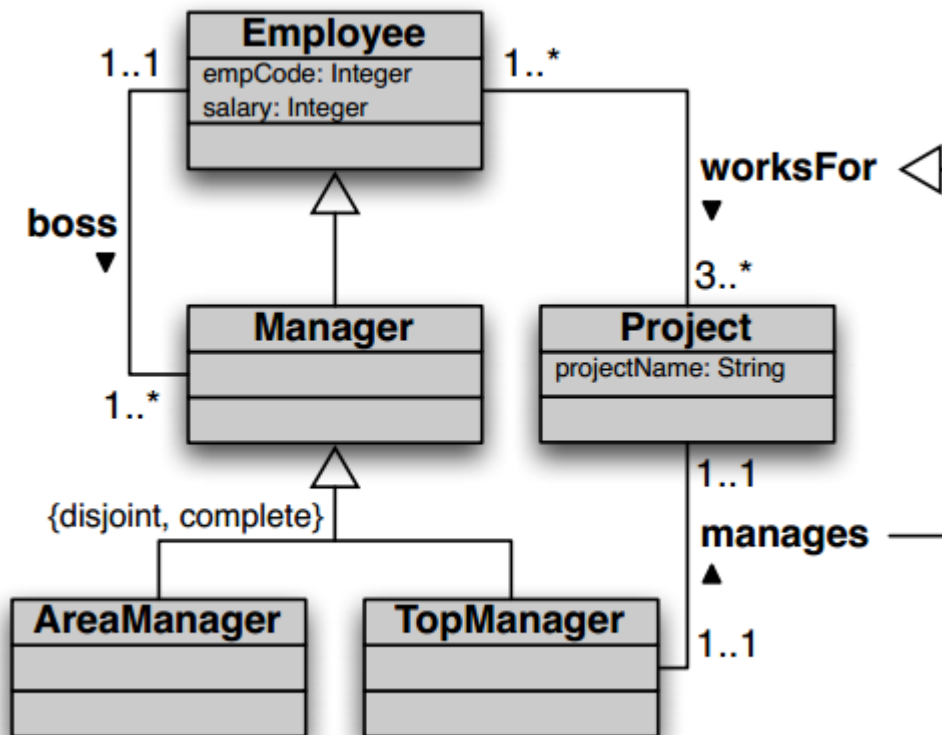 Employee
1..1
1..*
empCode: Integer
salary: Integer
worksFor
boss
3..*
Manager
Project
projectName: String
1..*
1..1
{disjoint, complete}
manages
AreaManager
TopManager
1..1